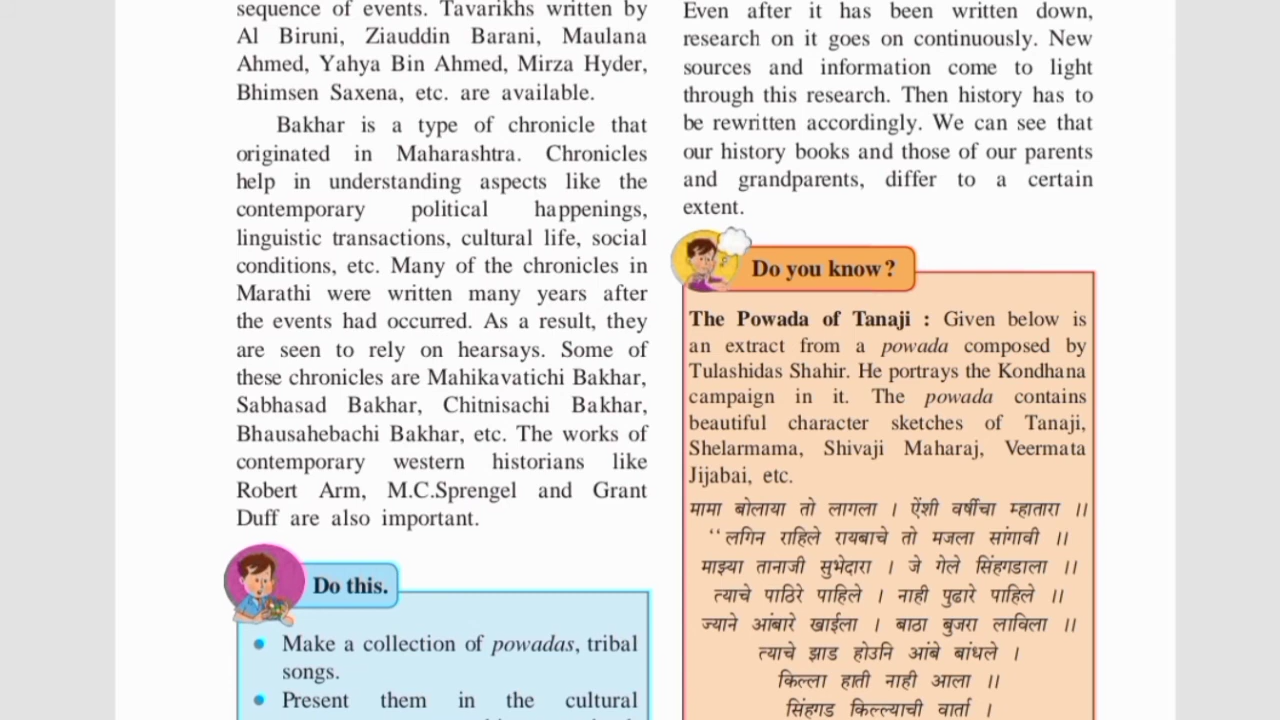 sequence of events. Tavarikhs written by
Al Biruni, Ziauddin Barani, Maulana
Ahmed, Yahya Bin Ahmed, Mirza Hyder,
Bhimsen Saxena, etc. are available.
Bakhar is a type of chronicle that
originated in Maharashtra. Chronicles
help in understanding aspects like the
contemporary political happenings,
linguistic transactions, cultural life, social
conditions, etc. Many of the chronicles in
Marathi were written many years after
the events had occurred. As a result, they
are seen to rely on hearsays. Some of
these chronicles are Mahikavatichi Bakhar,
Sabhasad Bakhar, Chitnisachi Bakhar,
Bhausahebachi Bakhar, etc. The works of
contemporary western historians like
Robert Arm, M.C.Sprengel and Grant
Duff are also important.
Do this.
• Make a collection of powadas, tribal
songs.
• Present them in the cultural
Even after it has been written down,
research on it goes on continuously. New
sources and information come to light
through this research. Then history has to
be rewritten accordingly. We can see that
our history books and those of our parents
and grandparents, differ to a certain
extent.
Do you know?
The Powada of Tanaji : Given below is
an extract from a powada composed by
Tulashidas Shahir. He portrays the Kondhana
campaign in it. The powada contains
beautiful character sketches of Tanaji,
Shelarmama, Shivaji Maharaj, Veermata
Jijabai, etc.
मामा बोलाया तो लागला । ऐंशी वर्षीचा म्हातारा ।।
‘‘लगिन राहिले रायबाचे तो मजला सांगावी ।।
माझ्या तानाजी सुभेदारा । जे गेले सिंहगडाला ।।
त्याचे पाठिरे पाहिले । नाही पुढारे पाहिले ।।
ज्याने आंबारे खाईला । बाठा बुजरा लाविला ।।
त्याचे झाड होउनि आंबे बांधले ।
किल्ला हाती नाही आला ।।
सिंहगड किल्ल्याची वार्ता ।